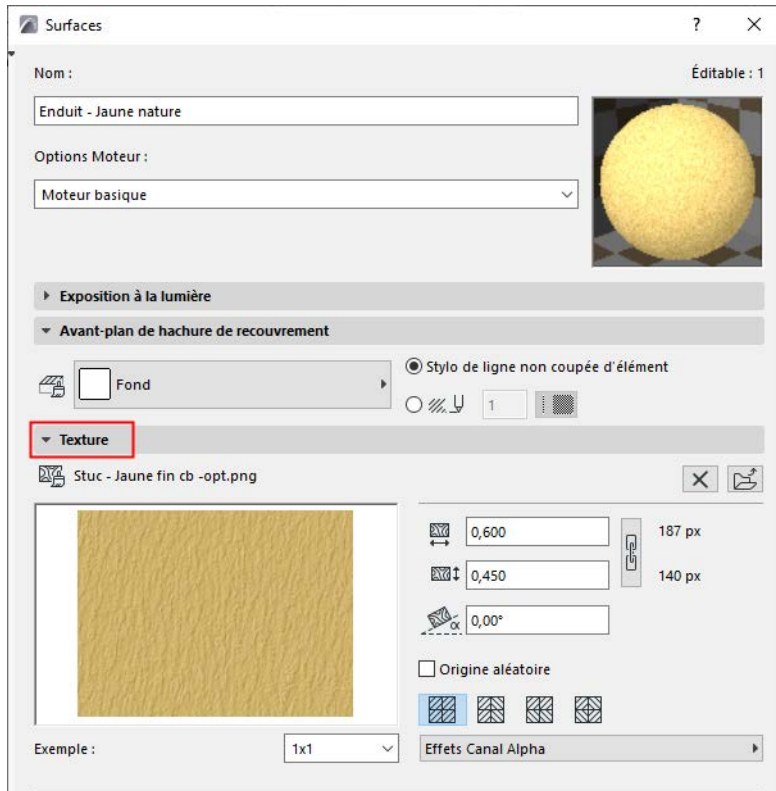 Surfaces
?
Nom :
Éditable : 1
Enduit - Jaune nature
Options Moteur :
Moteur basique
Exposition à la lumière
Avant-plan de hachure de recouvrement
Fond
Stylo de ligne non coupée d'élément
1
Texture
Stuc - Jaune fin cb -opt.png
0,600
187 px
0,450
140 px
α
0,00°
Origine aléatoire
Exemple :
1x1
Effets Canal Alpha